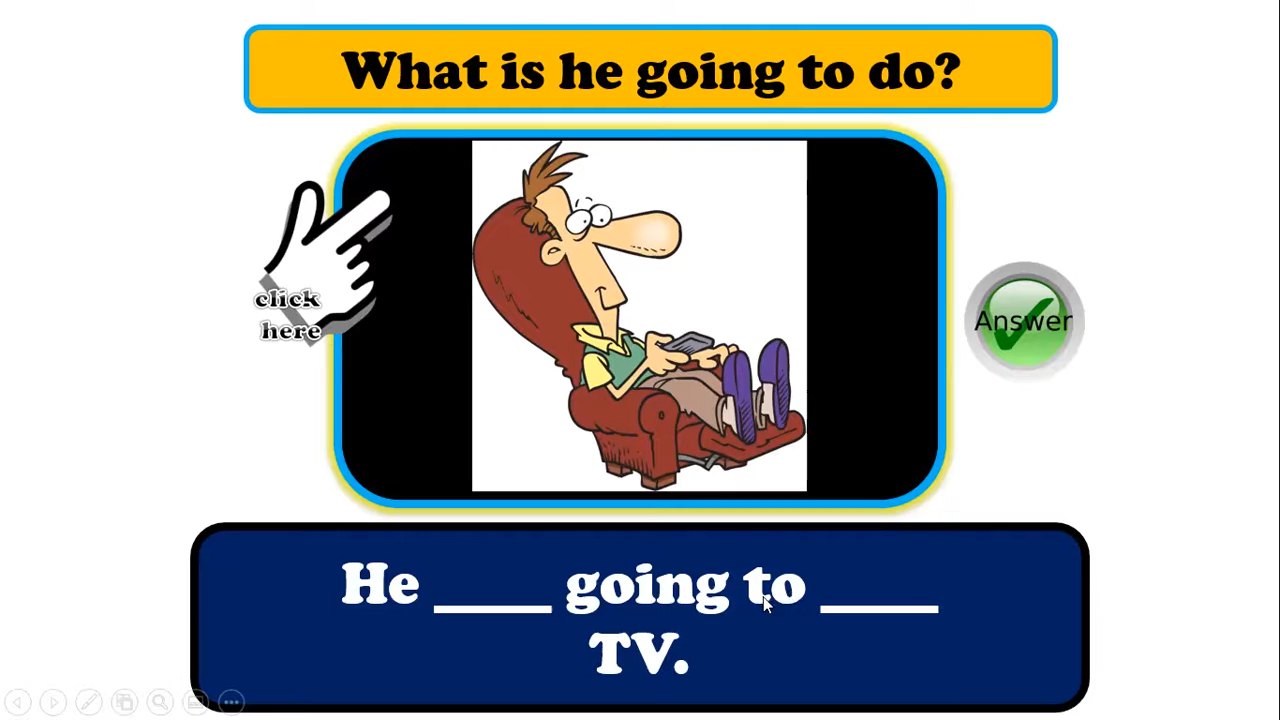 What is he going to do?
click
here
Answer
He ____ going to ____
TV.